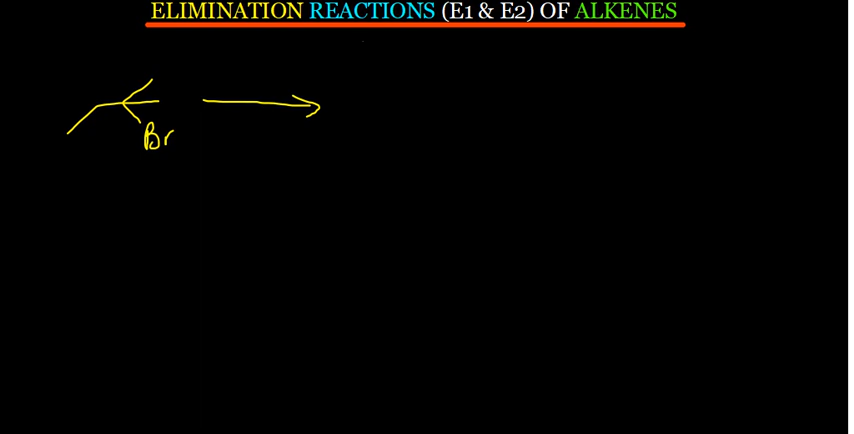 ELIMINATION REACTIONS (E1 & E2) OF ALKENES
Br